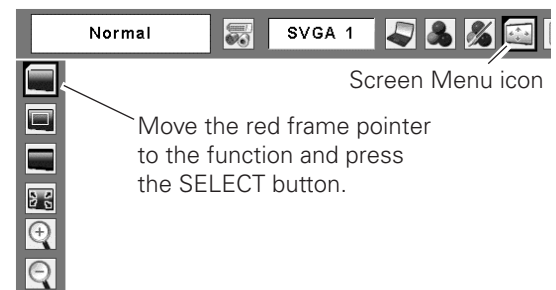 Normal
SVGA 1
Screen Menu icon
Move the red frame pointer
to the function and press
the SELECT button.